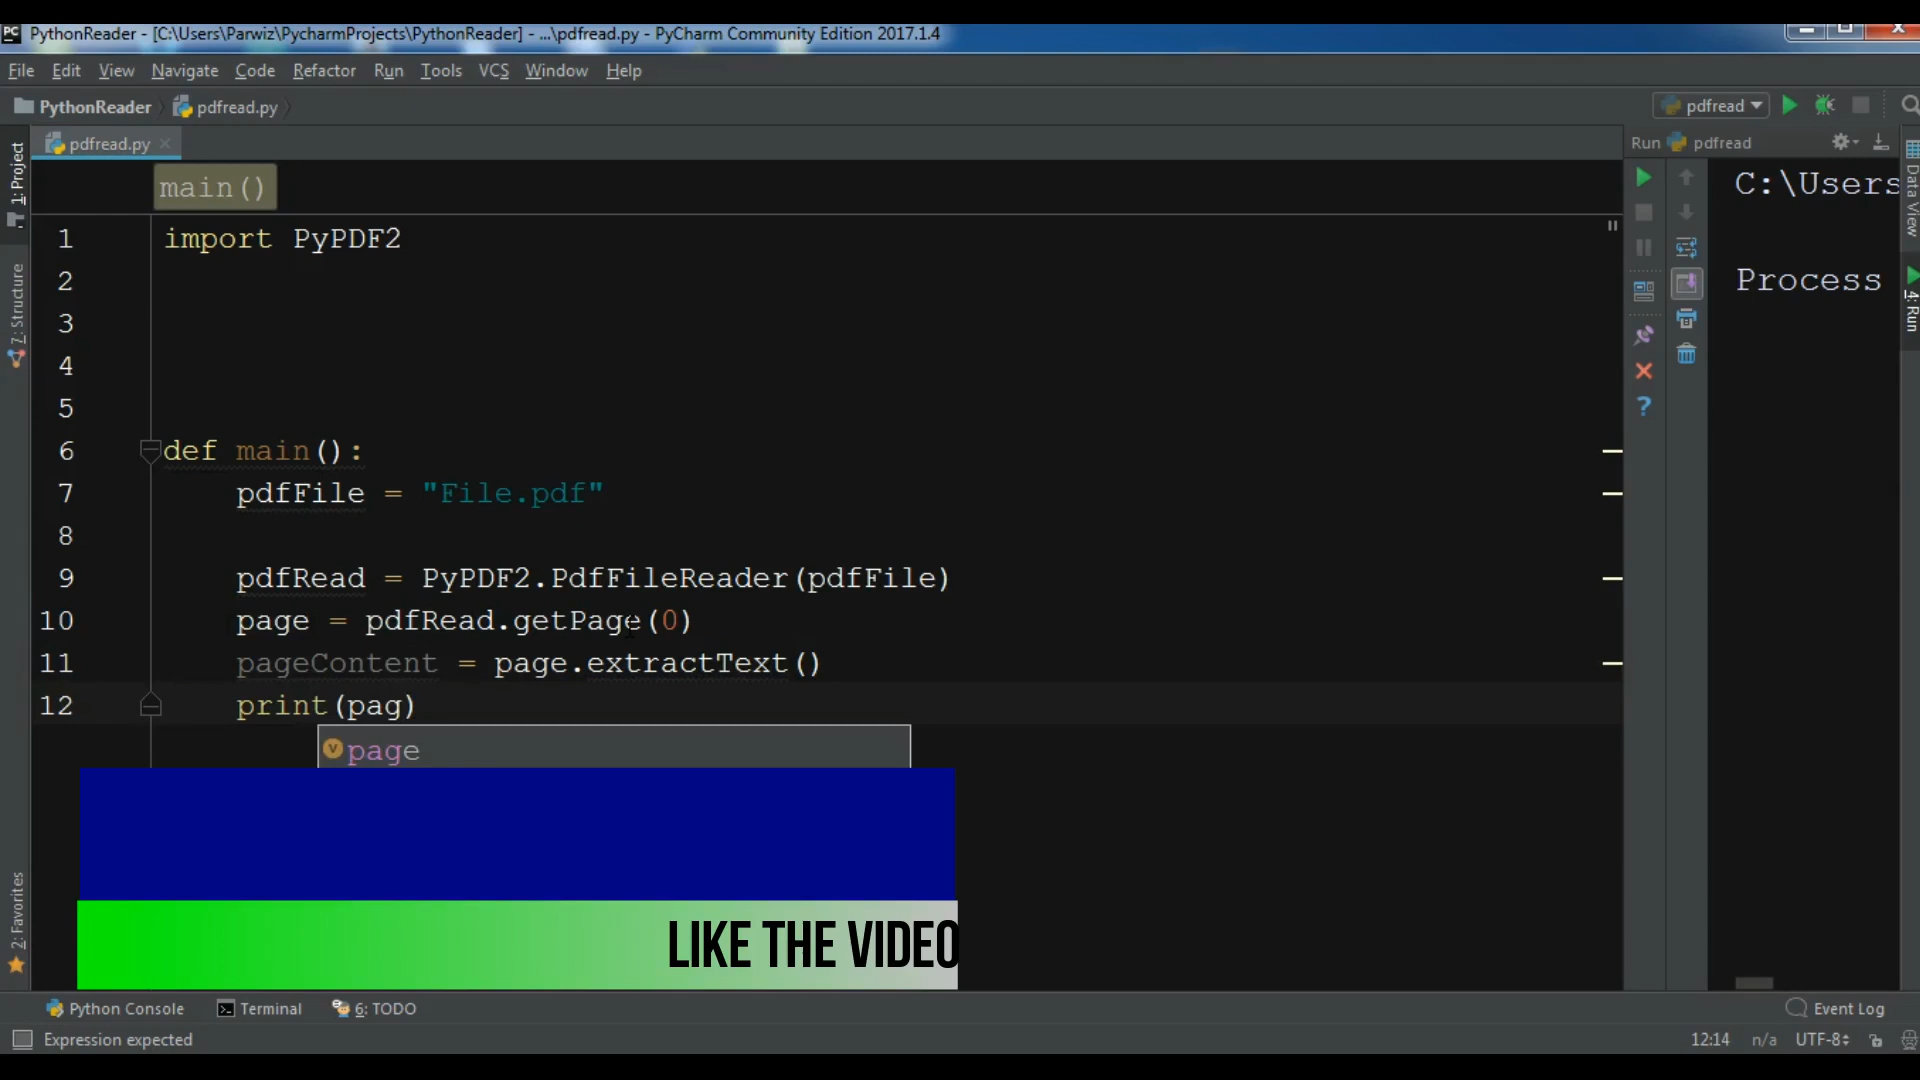 PythonReader - [C:\Users\Parwiz\PycharmProjects\PythonReader] - ...\pdfread.py - PyCharm Community Edition 2017.1.4
File Edit View Navigate Code Refactor Run Tools VCS Window Help
PythonReader pdfread.py pdfread
pdfread.py
Run pdfread
main()
C:\Users
1 import PyPDF2
2
Process
3
4
5
6 def main():
7 pdfFile = "File.pdf"
8
9 pdfRead = PyPDF2.PdfFileReader(pdfFile)
10 page = pdfRead.getPage(0)
11 pageContent = page.extractText()
12 print(pag)
page
LIKE THE VIDEO
1: Project
7: Structure
2: Favorites
Data View
4: Run
Python Console Terminal 6: TODO Event Log
Expression expected 12:14 n/a UTF-8